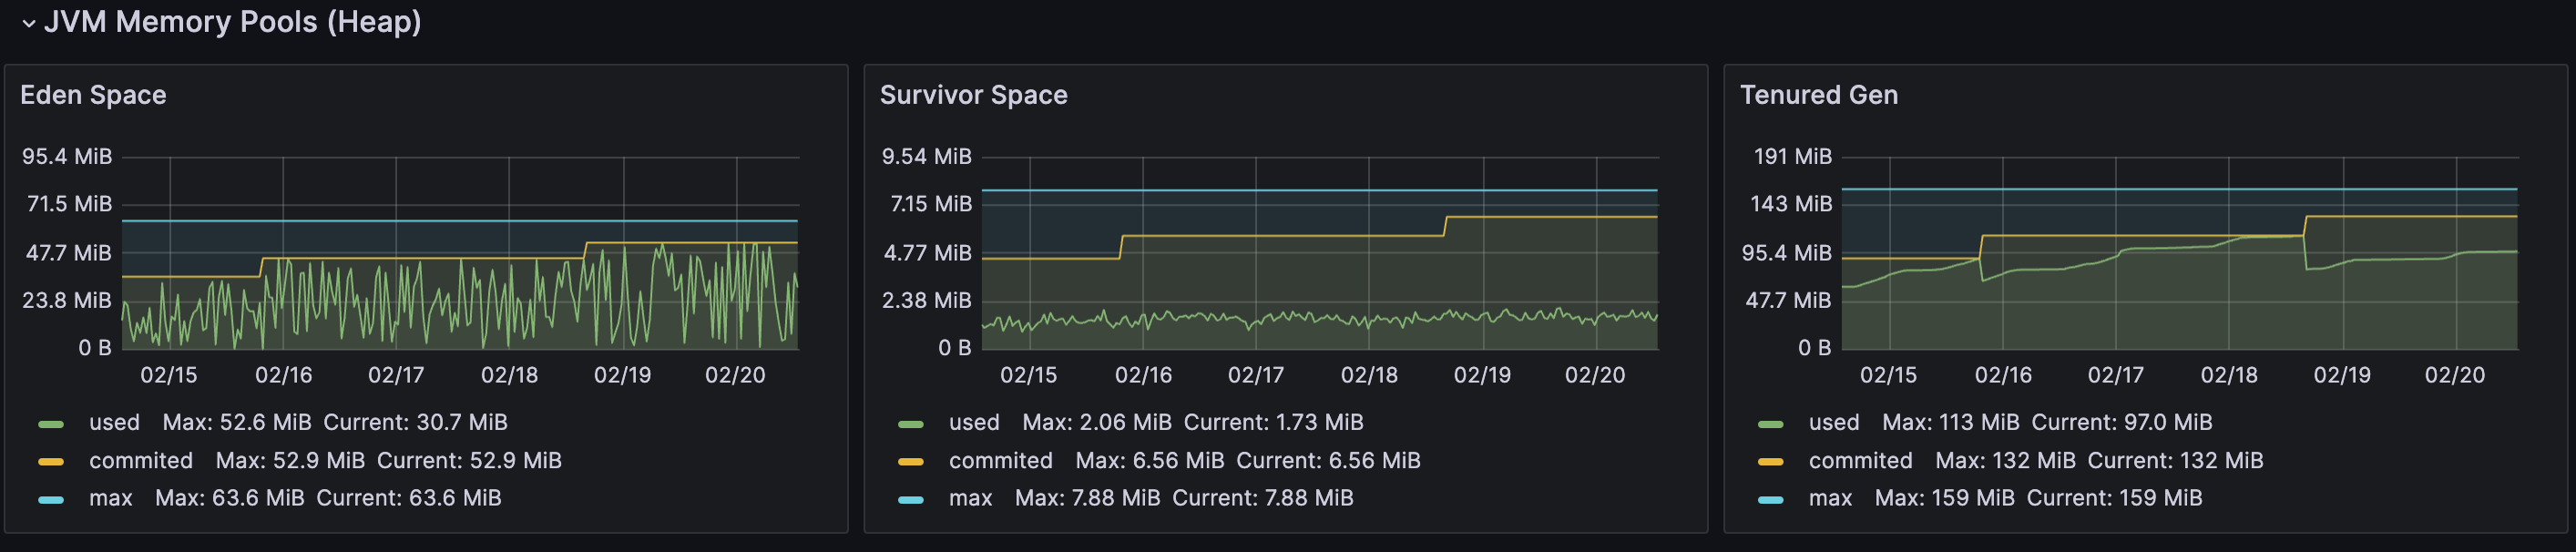 JVM Memory Pools (Heap)
Eden Space
95.4 MiB
71.5 MiB
47.7 MiB
23.8 MiB
0 B
02/15 02/16 02/17 02/18 02/19 02/20
used Max: 52.6 MiB Current: 30.7 MiB
commited Max: 52.9 MiB Current: 52.9 MiB
max Max: 63.6 MiB Current: 63.6 MiB
Survivor Space
9.54 MiB
7.15 MiB
4.77 MiB
2.38 MiB
0 B
02/15 02/16 02/17 02/18 02/19 02/20
used Max: 2.06 MiB Current: 1.73 MiB
commited Max: 6.56 MiB Current: 6.56 MiB
max Max: 7.88 MiB Current: 7.88 MiB
Tenured Gen
191 MiB
143 MiB
95.4 MiB
47.7 MiB
0 B
02/15 02/16 02/17 02/18 02/19 02/20
used Max: 113 MiB Current: 97.0 MiB
commited Max: 132 MiB Current: 132 MiB
max Max: 159 MiB Current: 159 MiB